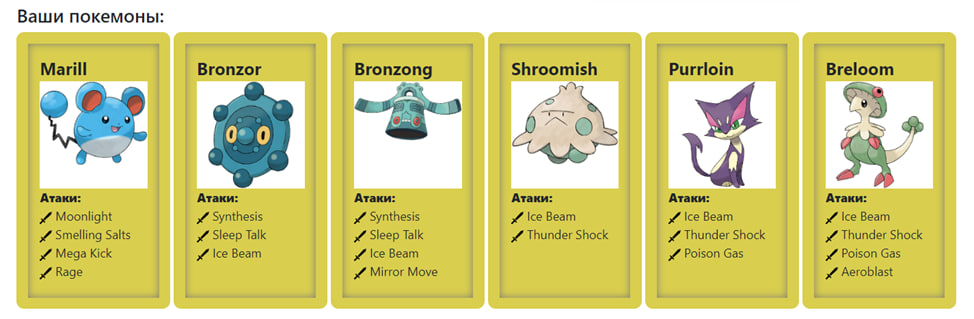 Ваши покемоны:
Marill
Атаки:
Moonlight
Smelling Salts
Mega Kick
Rage
Bronzor
Атаки:
Synthesis
Sleep Talk
Ice Beam
Bronzong
Атаки:
Synthesis
Sleep Talk
Ice Beam
Mirror Move
Shroomish
Атаки:
Ice Beam
Thunder Shock
Purrloin
Атаки:
Ice Beam
Thunder Shock
Poison Gas
Breloom
Атаки:
Ice Beam
Thunder Shock
Poison Gas
Aeroblast